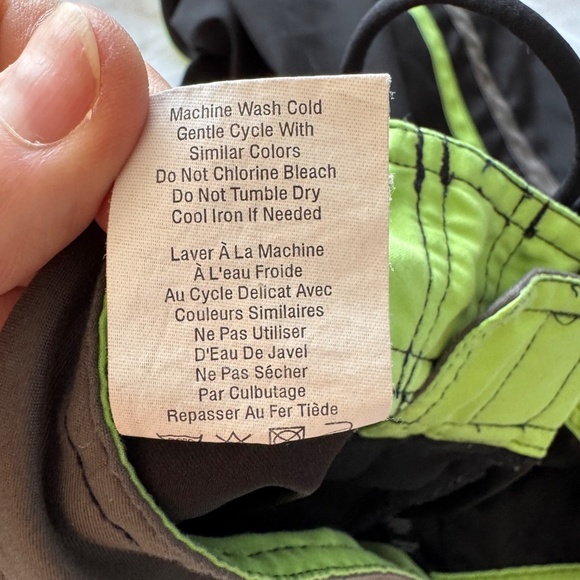 Machine Wash Cold
Gentle Cycle With
Similar Colors
Do Not Chlorine Bleach
Do Not Tumble Dry
Cool Iron If Needed
Laver À La Machine
À L'eau Froide
Au Cycle Delicat Avec
Couleurs Similaires
Ne Pas Utiliser
D'Eau De Javel
Ne Pas Sécher
Par Culbutage
Repasser Au Fer Tiède